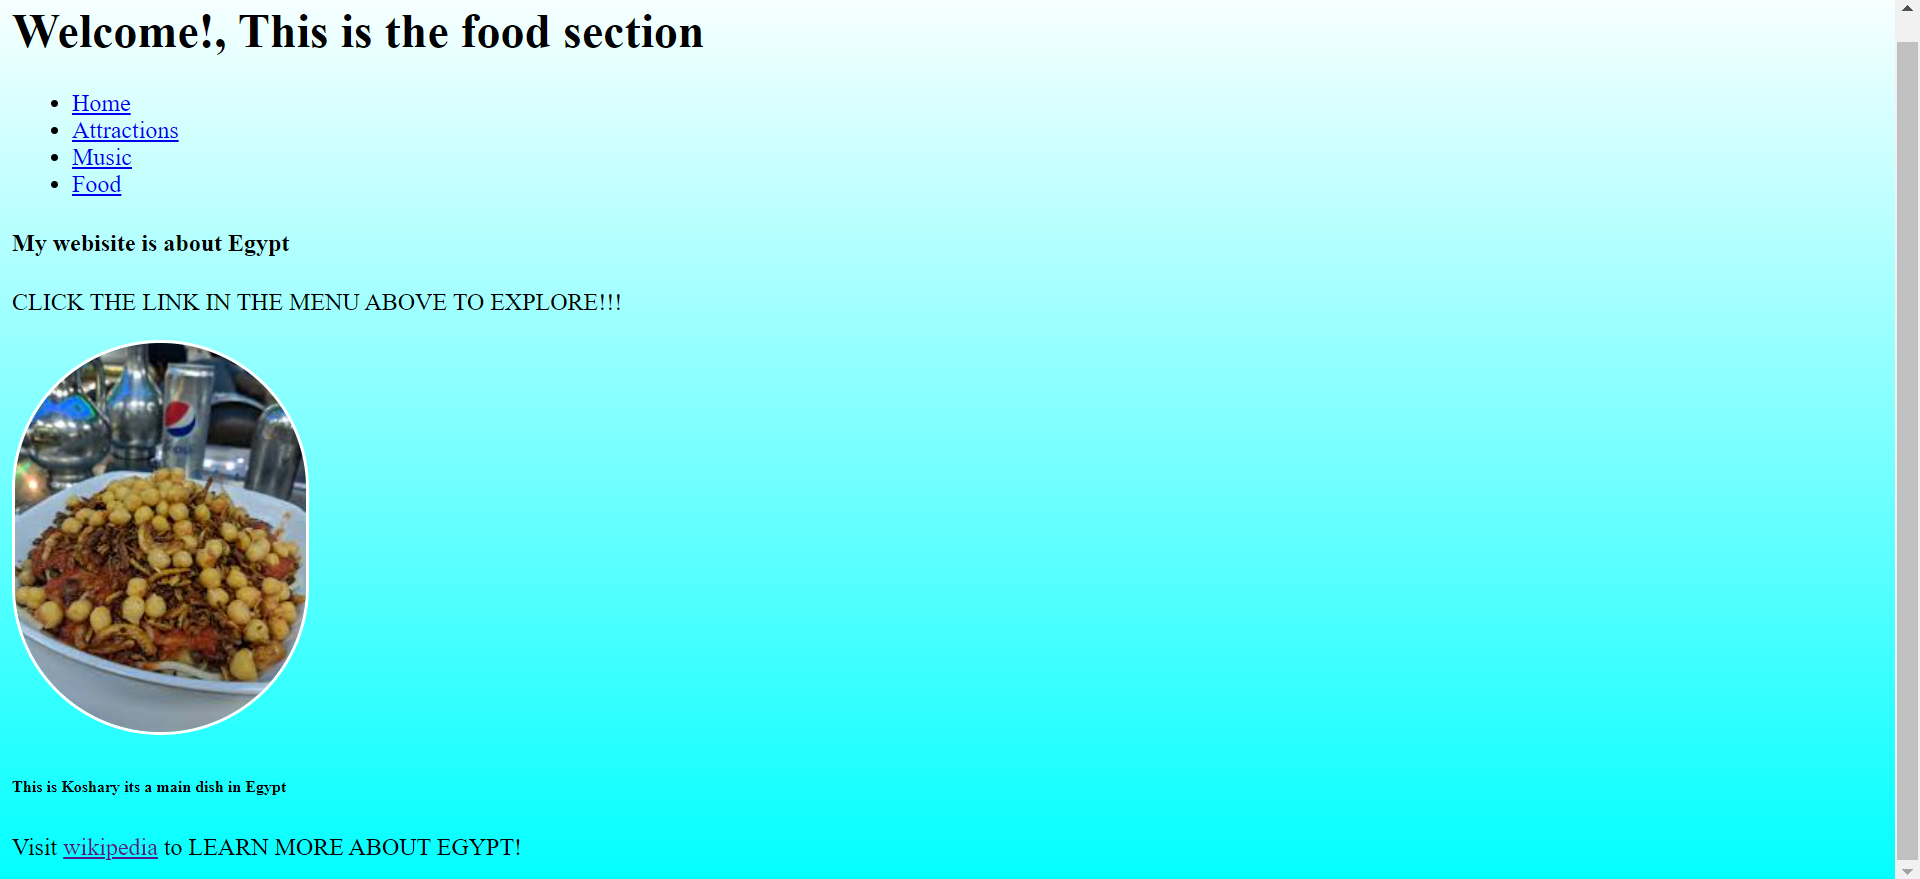 Welcome!, This is the food section
Home
Attractions
Music
Food
My webisite is about Egypt
CLICK THE LINK IN THE MENU ABOVE TO EXPLORE!!!
This is Koshary its a main dish in Egypt
Visit wikipedia to LEARN MORE ABOUT EGYPT!